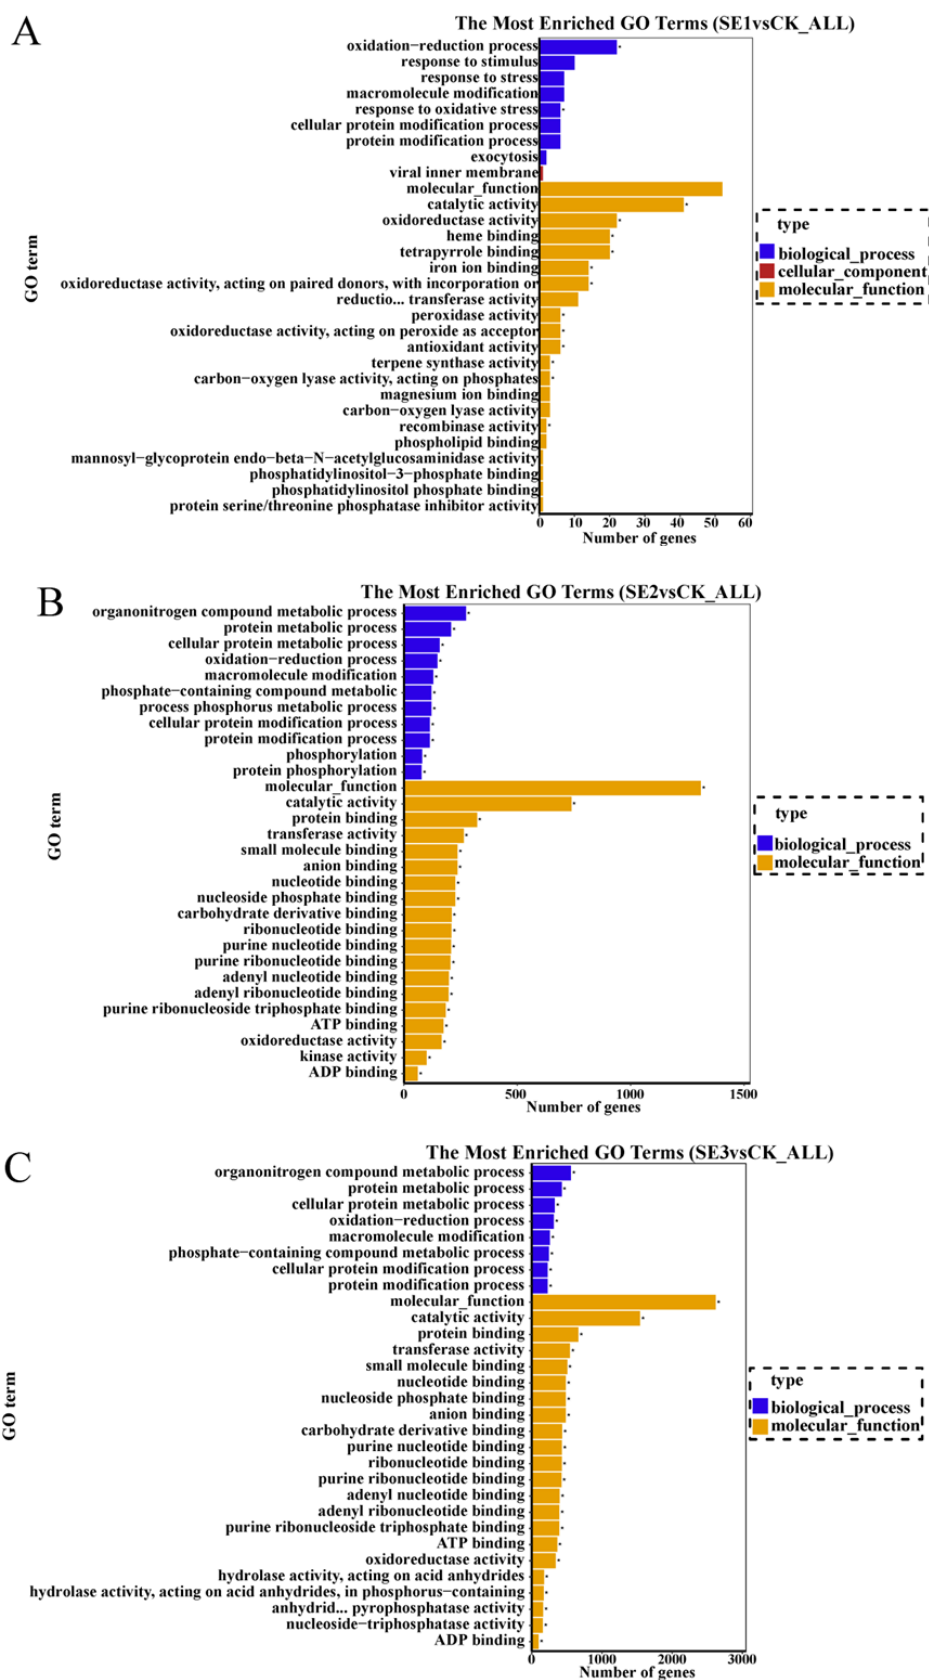 A
The Most Enriched GO Terms (SE1vsCK_ALL)
oxidation−reduction process
response to stimulus
response to stress
macromolecule modification
response to oxidative stress
cellular protein modification process
protein modification process
exocytosis
viral inner membrane
molecular_function
catalytic activity
oxidoreductase activity
heme binding
tetrapyrrole binding
iron ion binding
oxidoreductase activity, acting on paired donors, with incorporation or
reductio... transferase activity
peroxidase activity
oxidoreductase activity, acting on peroxide as acceptor
antioxidant activity
terpene synthase activity
carbon−oxygen lyase activity, acting on phosphates
magnesium ion binding
carbon−oxygen lyase activity
recombinase activity
phospholipid binding
mannosyl−glycoprotein endo−beta−N−acetylglucosaminidase activity
phosphatidylinositol−3−phosphate binding
phosphatidylinositol phosphate binding
protein serine/threonine phosphatase inhibitor activity
GO term
0 10 20 30 40 50 60
Number of genes
type
biological_process
cellular_component
molecular_function
B
The Most Enriched GO Terms (SE2vsCK_ALL)
organonitrogen compound metabolic process
protein metabolic process
cellular protein metabolic process
oxidation−reduction process
macromolecule modification
phosphate−containing compound metabolic
process phosphorus metabolic process
cellular protein modification process
protein modification process
phosphorylation
protein phosphorylation
molecular_function
catalytic activity
protein binding
transferase activity
small molecule binding
anion binding
nucleotide binding
nucleoside phosphate binding
carbohydrate derivative binding
ribonucleotide binding
purine nucleotide binding
purine ribonucleotide binding
adenyl nucleotide binding
adenyl ribonucleotide binding
purine ribonucleoside triphosphate binding
ATP binding
oxidoreductase activity
kinase activity
ADP binding
GO term
0 500 1000 1500
Number of genes
type
biological_process
molecular_function
C
The Most Enriched GO Terms (SE3vsCK_ALL)
organonitrogen compound metabolic process
protein metabolic process
cellular protein metabolic process
oxidation−reduction process
macromolecule modification
phosphate−containing compound metabolic process
cellular protein modification process
protein modification process
molecular_function
catalytic activity
protein binding
transferase activity
small molecule binding
nucleotide binding
nucleoside phosphate binding
anion binding
carbohydrate derivative binding
purine nucleotide binding
ribonucleotide binding
purine ribonucleotide binding
adenyl nucleotide binding
adenyl ribonucleotide binding
purine ribonucleoside triphosphate binding
ATP binding
oxidoreductase activity
hydrolase activity, acting on acid anhydrides
hydrolase activity, acting on acid anhydrides, in phosphorus−containing
anhydrid... pyrophosphatase activity
nucleoside−triphosphatase activity
ADP binding
GO term
0 1000 2000 3000
Number of genes
type
biological_process
molecular_function